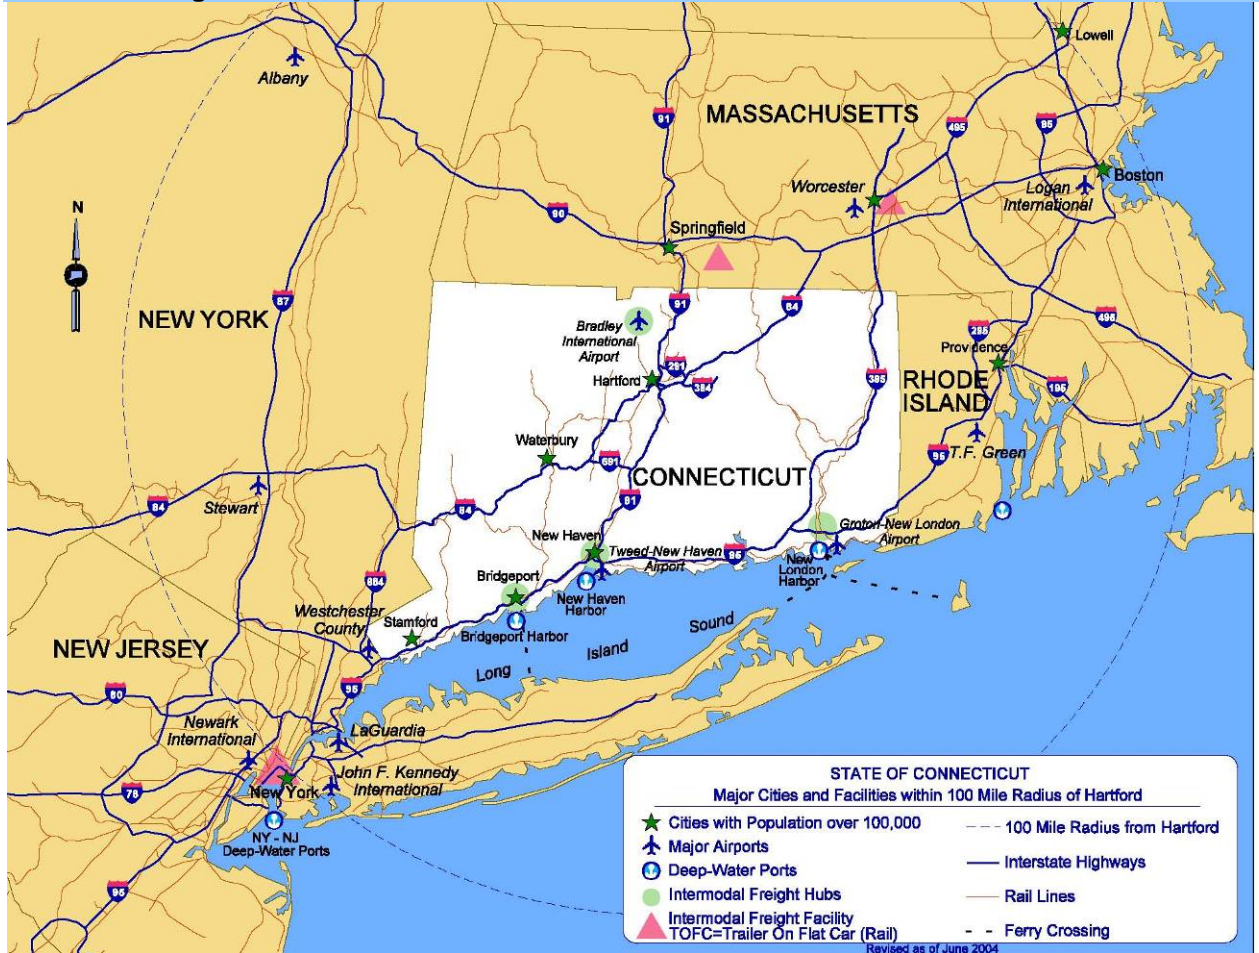 Lowell
Albany
91
MASSACHUSETTS
495
95
Worcester
Boston
Logan
International
N
90
Springfield
NEW YORK
87
91
84
495
Bradley
International
Airport
295
Providence
Hartford
291
384
395
RHODE
ISLAND
195
Waterbury
T.F. Green
95
691
CONNECTICUT
Stewart
84
84
91
New Haven
Tweed-New Haven
Airport
95
Groton-New London
Airport
New
London
Harbor
684
Bridgeport
New Haven
Harbor
Westchester
County
Stamford
Bridgeport Harbor
Long
Island
Sound
NEW JERSEY
80
95
Newark
International
LaGuardia
John F. Kennedy
International
New York
78
NY - NJ
Deep-Water Ports
95
STATE OF CONNECTICUT
Major Cities and Facilities within 100 Mile Radius of Hartford
Cities with Population over 100,000
Major Airports
Deep-Water Ports
Intermodal Freight Hubs
Intermodal Freight Facility
TOFC=Trailer On Flat Car (Rail)
100 Mile Radius from Hartford
Interstate Highways
Rail Lines
Ferry Crossing
Revised as of June 2004